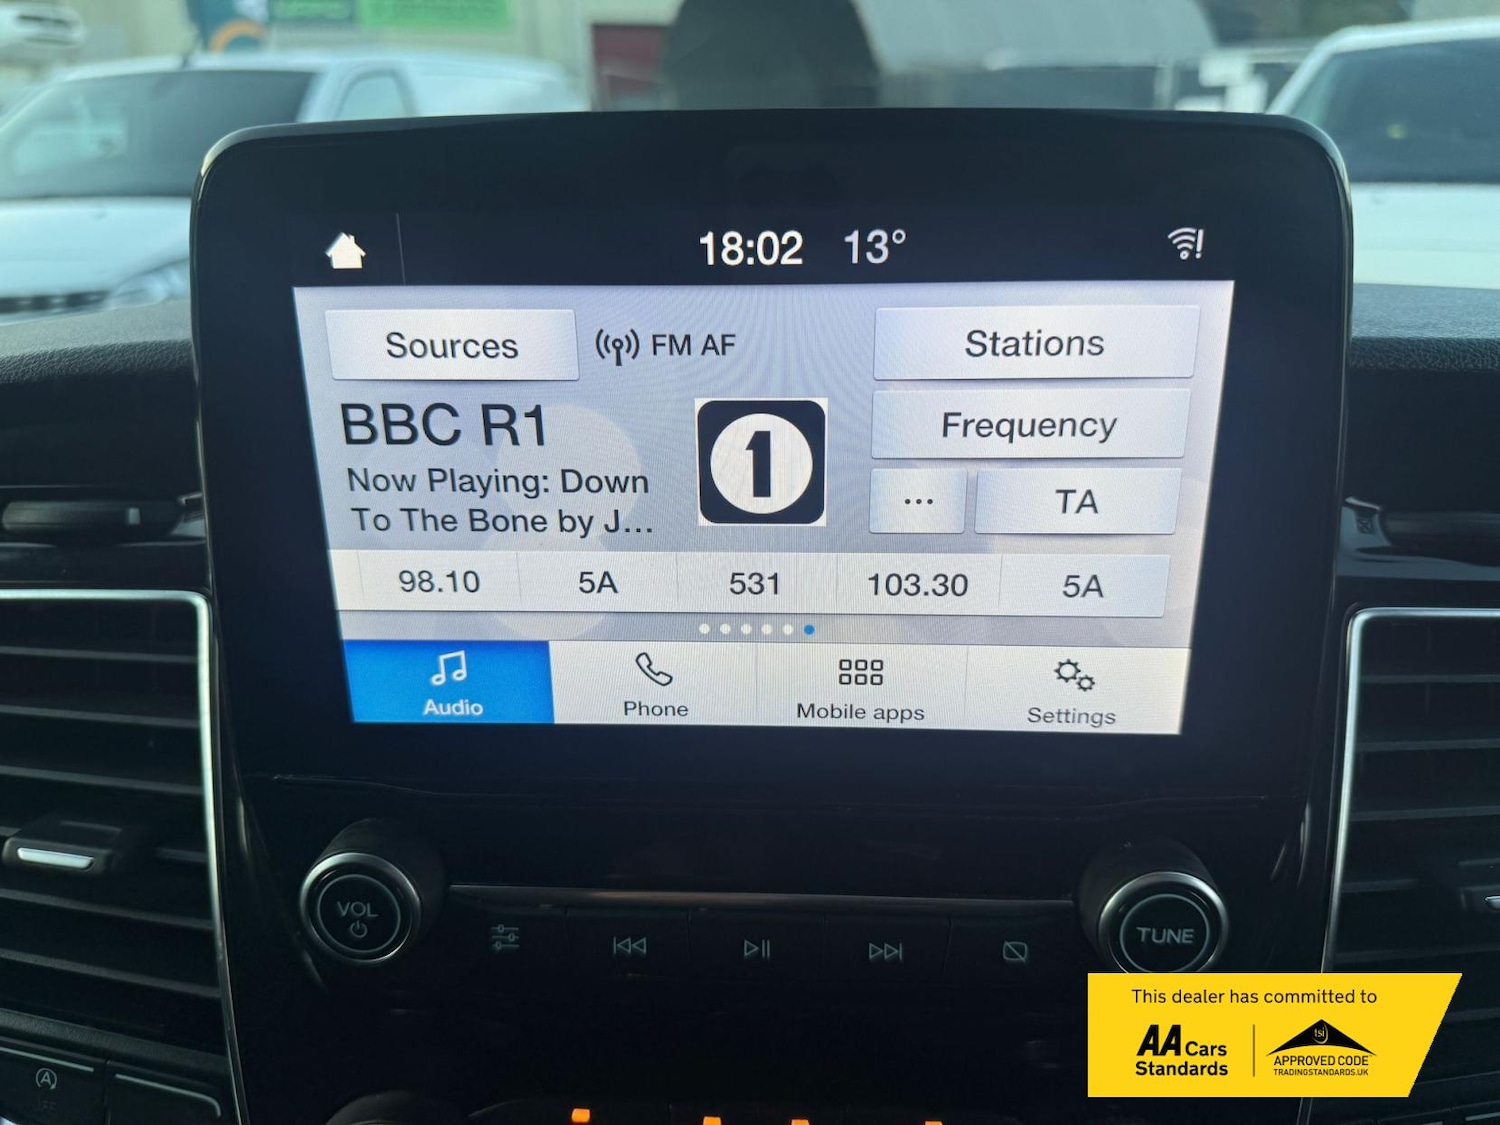 18:02 13°
Sources FM AF Stations
BBC R1 1 Frequency
Now Playing: Down
To The Bone by J...
... TA
98.10 5A 531 103.30 5A
Audio Phone Mobile apps Settings
VOL TUNE
This dealer has committed to
AA Cars
Standards
tsi
APPROVED CODE
TRADINGSTANDARDS.UK
A